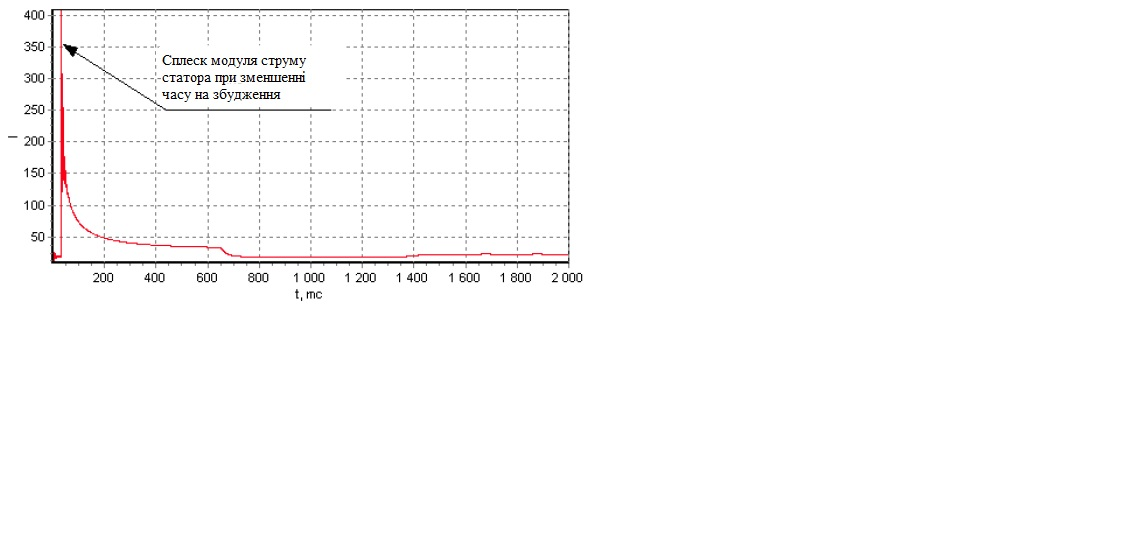 400
350
Сплеск модуля струму
статора при зменшенні
часу на збудження
300
250
200
I
150
100
50
200 400 600 800 1 000 1 200 1 400 1 600 1 800 2 000
t, mc